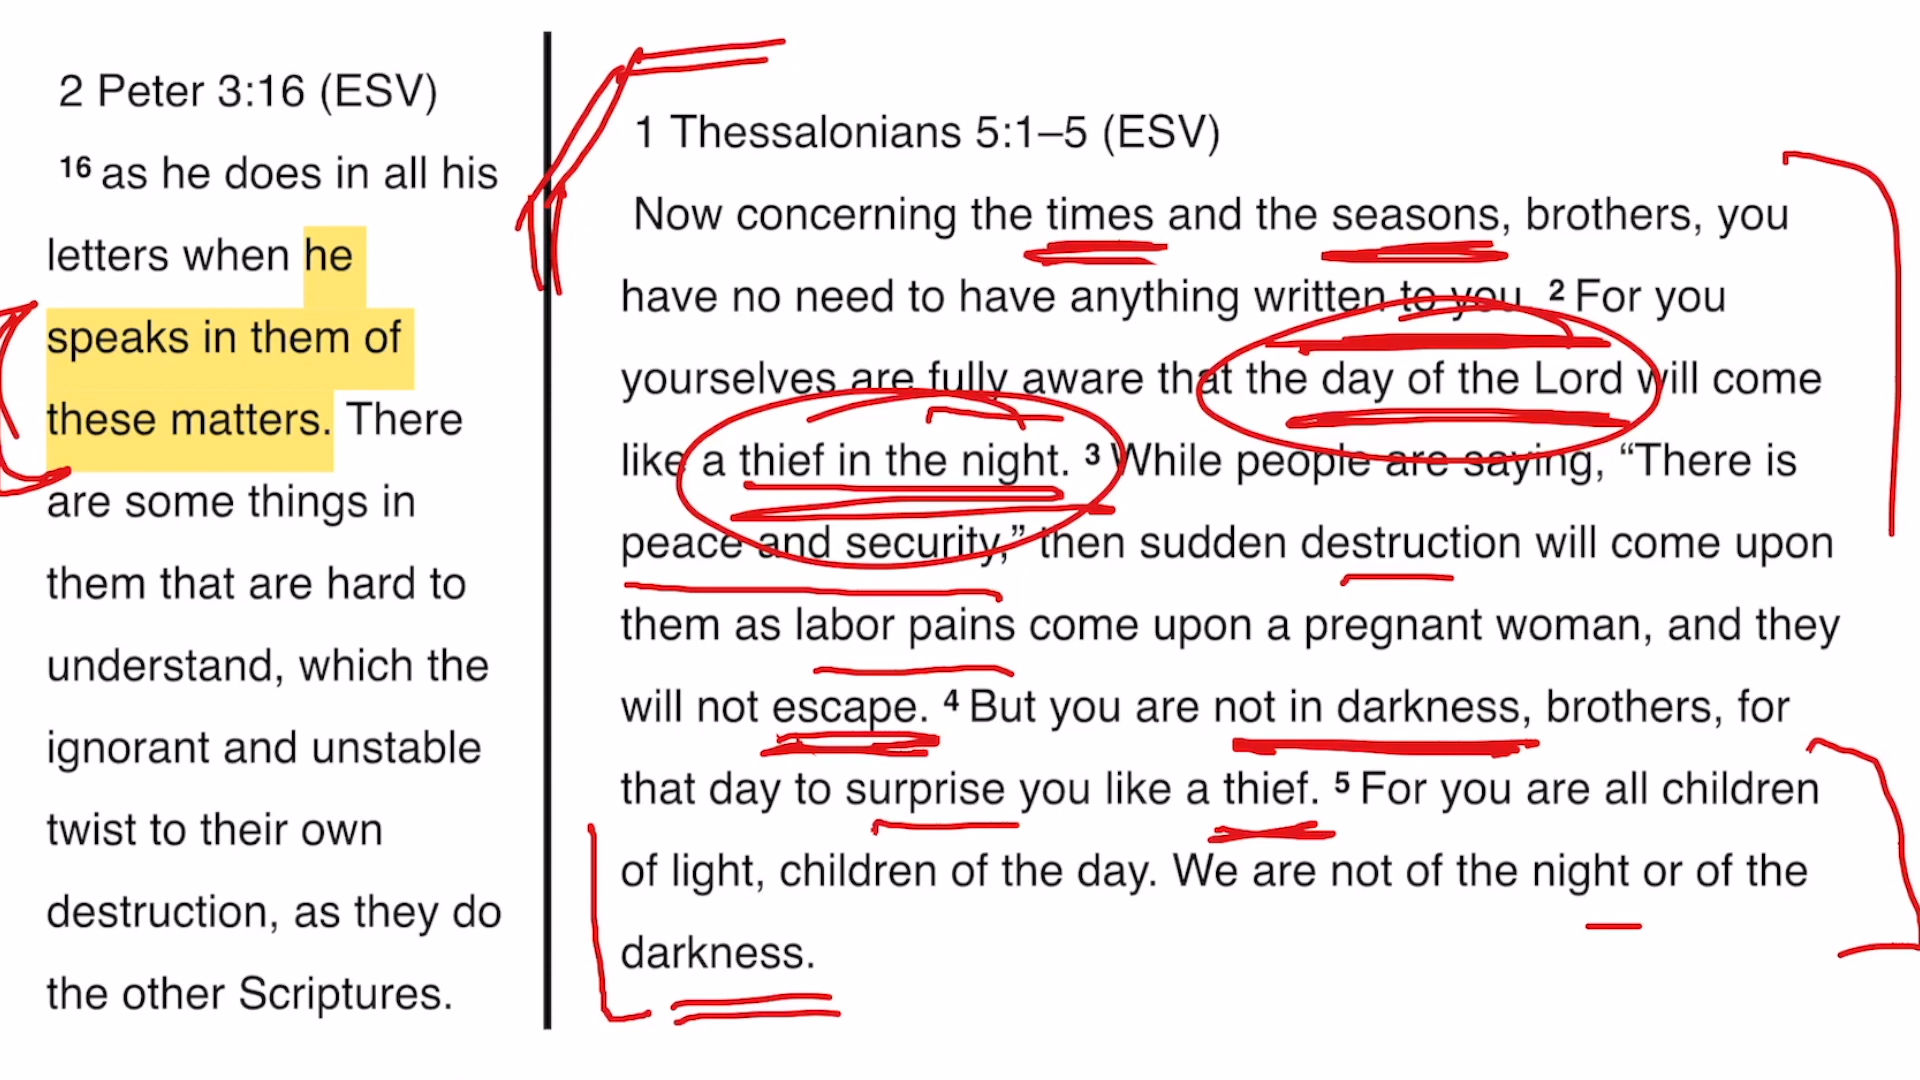 2 Peter 3:16 (ESV)
16 as he does in all his
letters when he
speaks in them of
these matters. There
are some things in
them that are hard to
understand, which the
ignorant and unstable
twist to their own
destruction, as they do
the other Scriptures.
1 Thessalonians 5:1–5 (ESV)
Now concerning the times and the seasons, brothers, you
have no need to have anything written to you. 2 For you
yourselves are fully aware that the day of the Lord will come
like a thief in the night. 3 While people are saying, “There is
peace and security,” then sudden destruction will come upon
them as labor pains come upon a pregnant woman, and they
will not escape. 4 But you are not in darkness, brothers, for
that day to surprise you like a thief. 5 For you are all children
of light, children of the day. We are not of the night or of the
darkness.